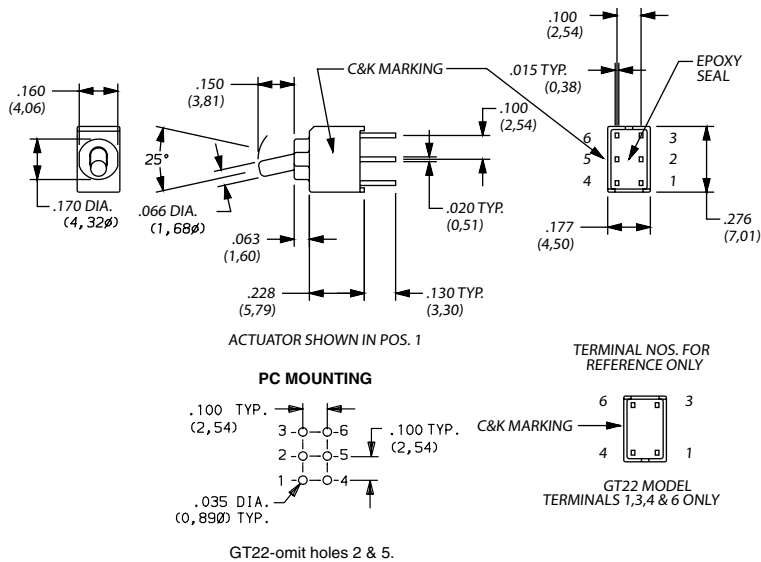 .160
(4,06)
.170 DIA.
(4,32ø)
25°
.150
(3,81)
.066 DIA.
(1,68ø)
.063
(1,60)
C&K MARKING
.100
(2,54)
.020 TYP.
(0,51)
.228
(5,79)
.130 TYP.
(3,30)
ACTUATOR SHOWN IN POS. 1
.100
(2,54)
.015 TYP.
(0,38)
EPOXY
SEAL
6 3
5 2
4 1
.177
(4,50)
.276
(7,01)
PC MOUNTING
.100 TYP.
(2,54)
3 6
2 5
1 4
.100 TYP.
(2,54)
.035 DIA.
(0,89Ø) TYP.
GT22-omit holes 2 & 5.
TERMINAL NOS. FOR
REFERENCE ONLY
6 3
C&K MARKING
4 1
GT22 MODEL
TERMINALS 1,3,4 & 6 ONLY